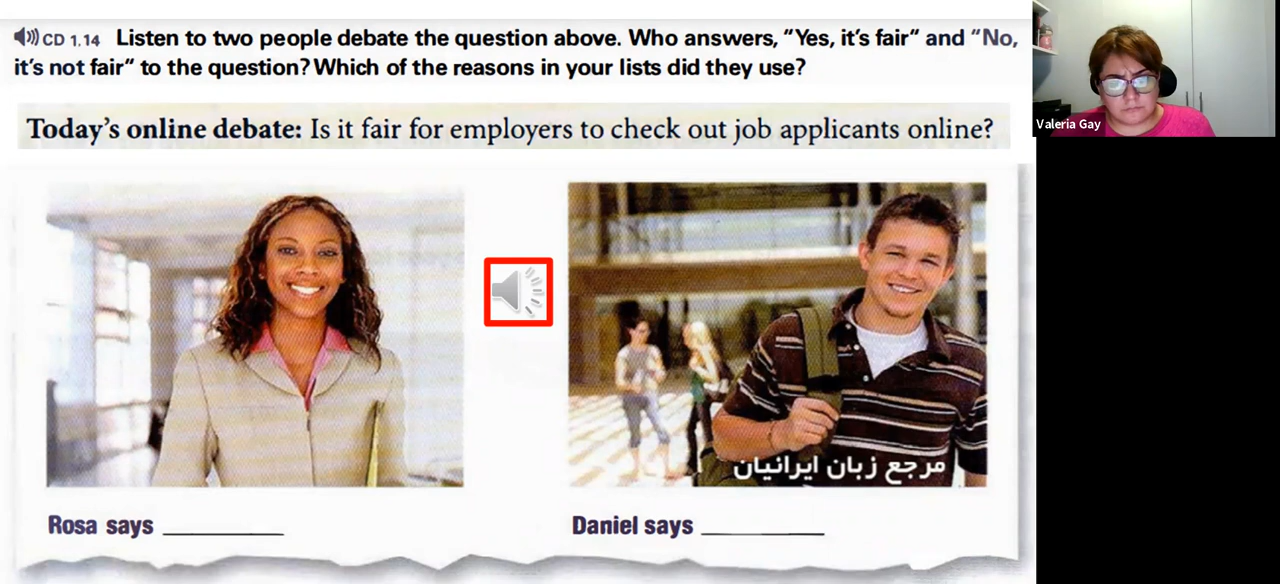 CD 1.14 Listen to two people debate the question above. Who answers, “Yes, it’s fair“ and “No,
it’s not fair“ to the question? Which of the reasons in your lists did they use?
Today’s online debate: Is it fair for employers to check out job applicants online?
Valeria Gay
مرجع زبان ایرانیان
Rosa says ________
Daniel says ________